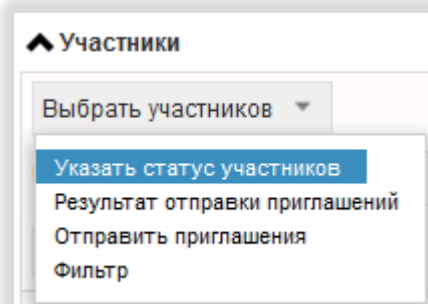 Участники
Выбрать участников
Указать статус участников
Результат отправки приглашений
Отправить приглашения
Фильтр